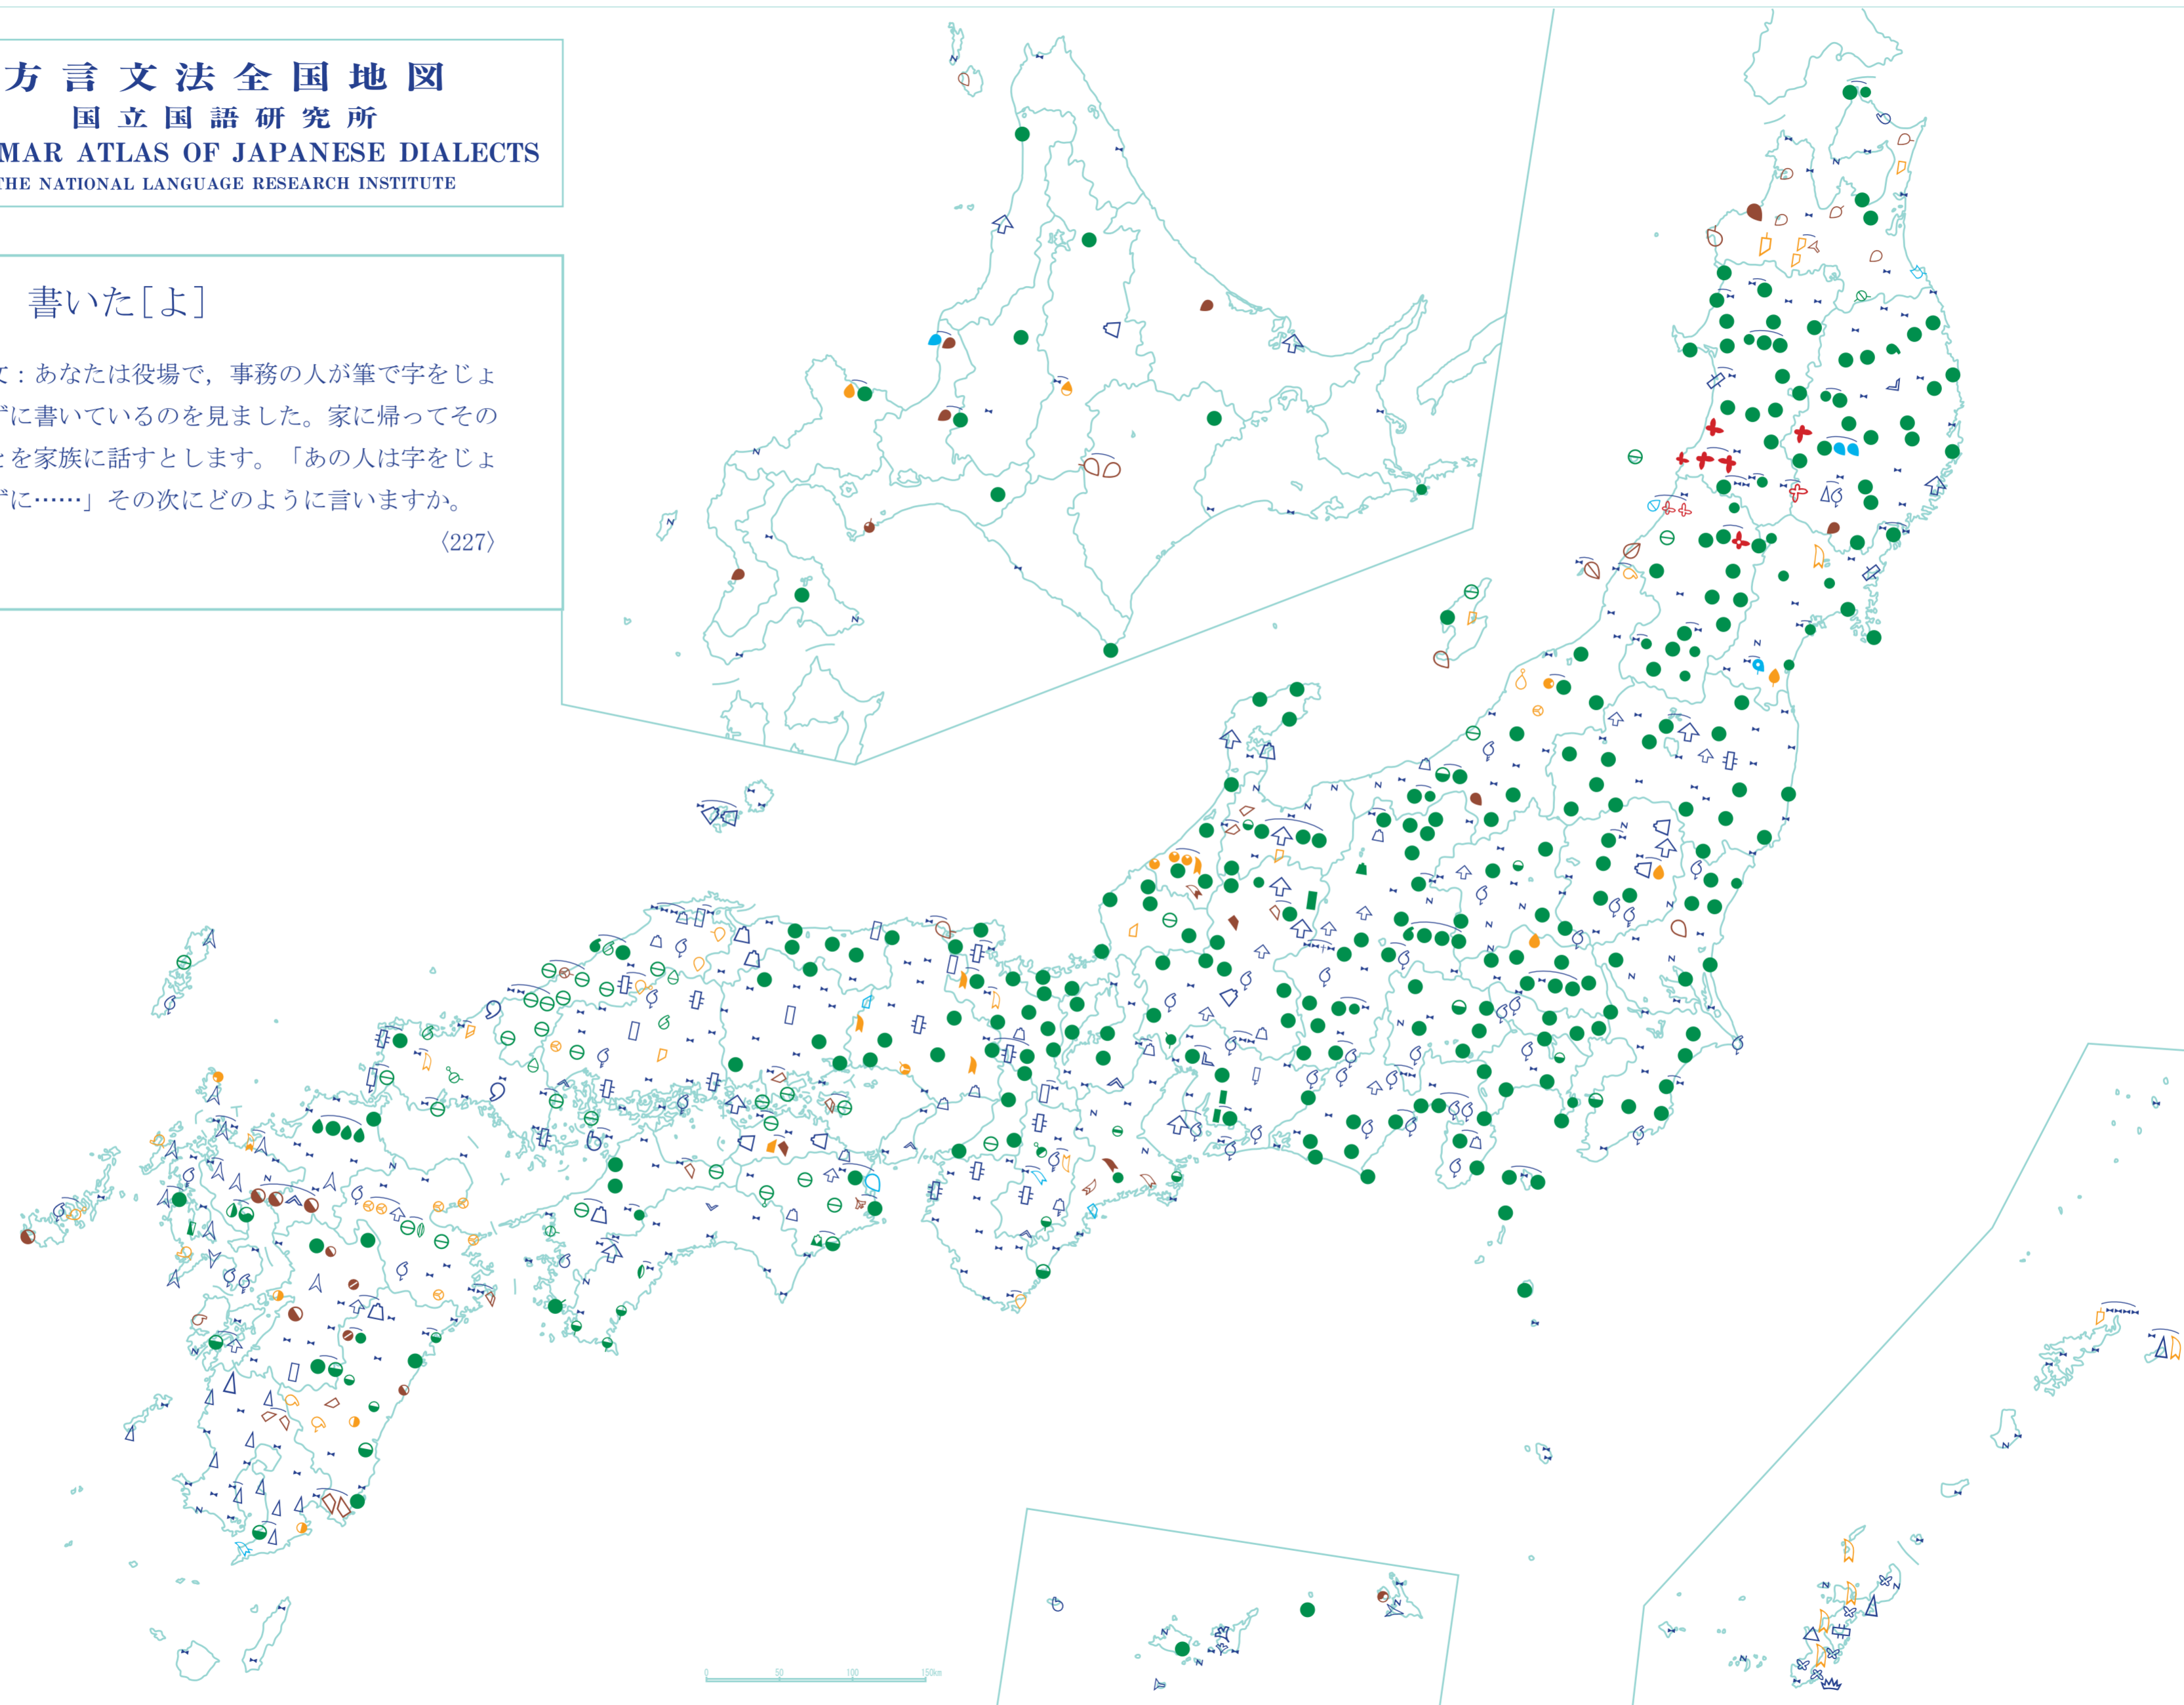 方言文法全国地図
国立国語研究所
MAR ATLAS OF JAPANESE DIALECTS
THE NATIONAL LANGUAGE RESEARCH INSTITUTE
書いた[よ]
：あなたは役場で，事務の人が筆で字をじょ
ずに書いているのを見ました。家に帰ってその
とを家族に話すとします。「あの人は字をじょ
ずに……」その次にどのように言いますか。
〈227〉
0 50 100 150km